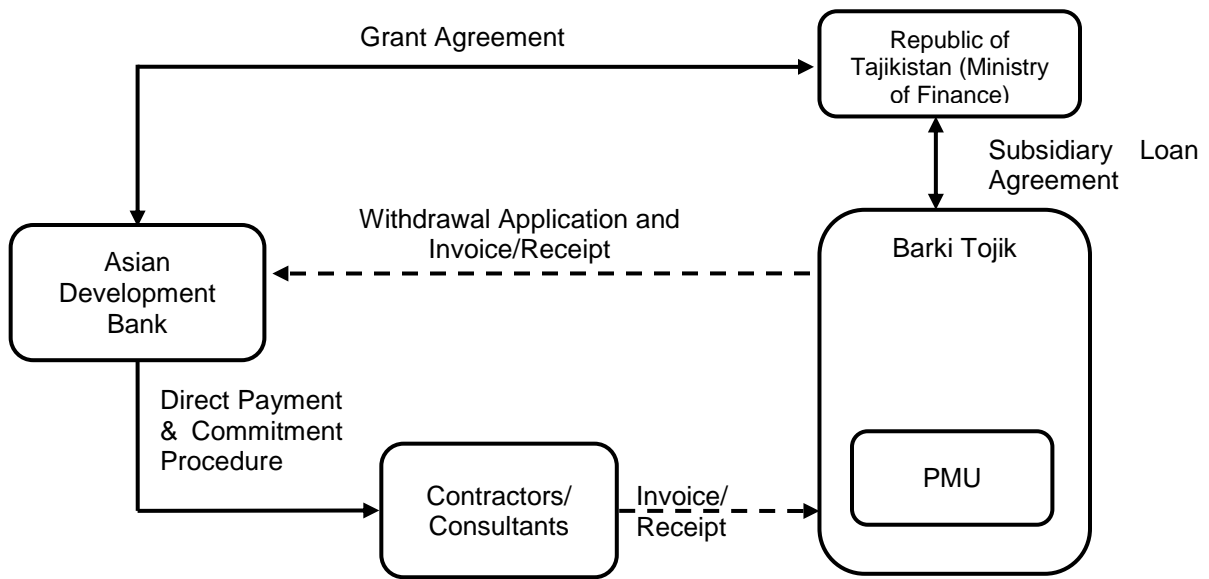 Grant Agreement
Republic of
Tajikistan (Ministry
of Finance)
Subsidiary Loan
Agreement
Withdrawal Application and
Invoice/Receipt
Barki Tojik
Asian
Development
Bank
Direct Payment
& Commitment
Procedure
Contractors/
Consultants
Invoice/
Receipt
PMU